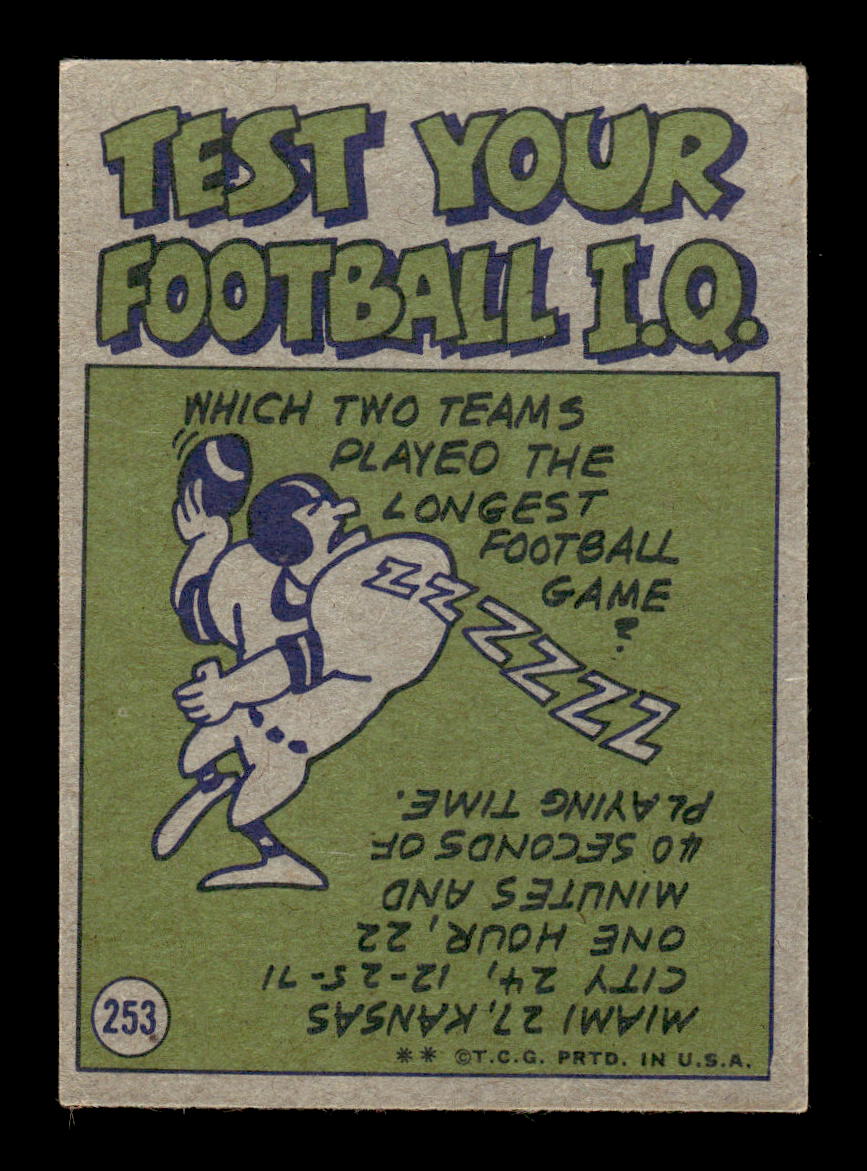 TEST YOUR
FOOTBALL I.Q.
WHICH TWO TEAMS
PLAYED THE
LONGEST
FOOTBALL
GAME
?
ZZZZZZZ
MIAMI 27, KANSAS
CITY 24, 12-25-71
ONE HOUR, 22
MINUTES AND
40 SECONDS OF
PLAYING TIME.
253
** ©T.C.G. PRTD. IN U.S.A.